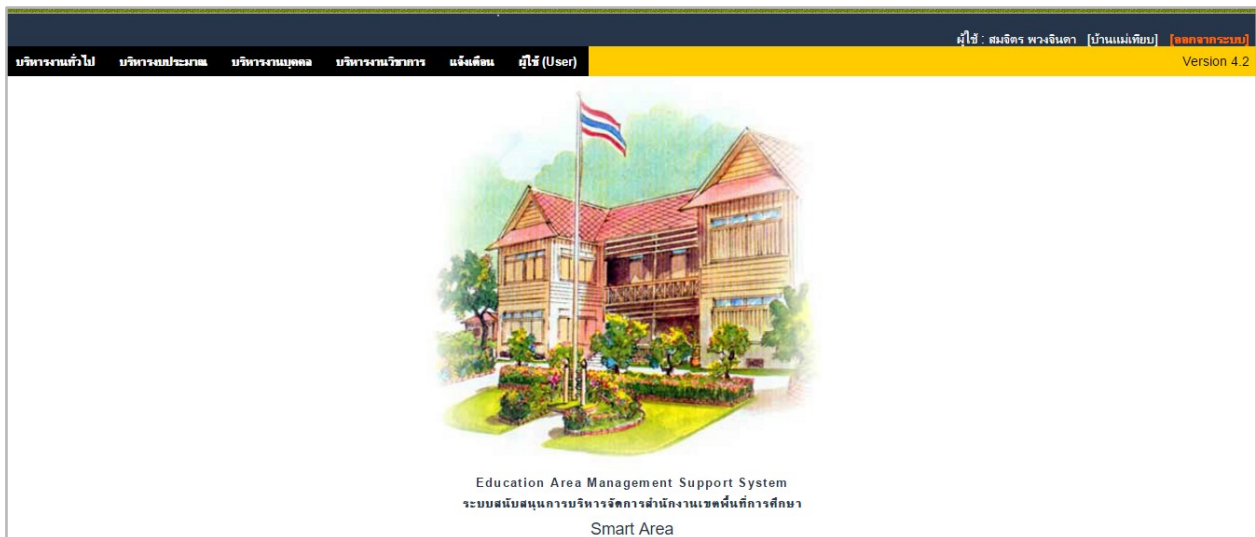 ผู้ใช้ : สมจิตร พวงจินดา [บ้านแม่เทียบ] [ออกจากระบบ]
บริหารงานทั่วไป บริหารงบประมาณ บริหารงานบุคคล บริหารงานวิชาการ แจ้งเตือน ผู้ใช้ (User) Version 4.2
Education Area Management Support System
ระบบสนับสนุนการบริหารจัดการสำนักงานเขตพื้นที่การศึกษา
Smart Area